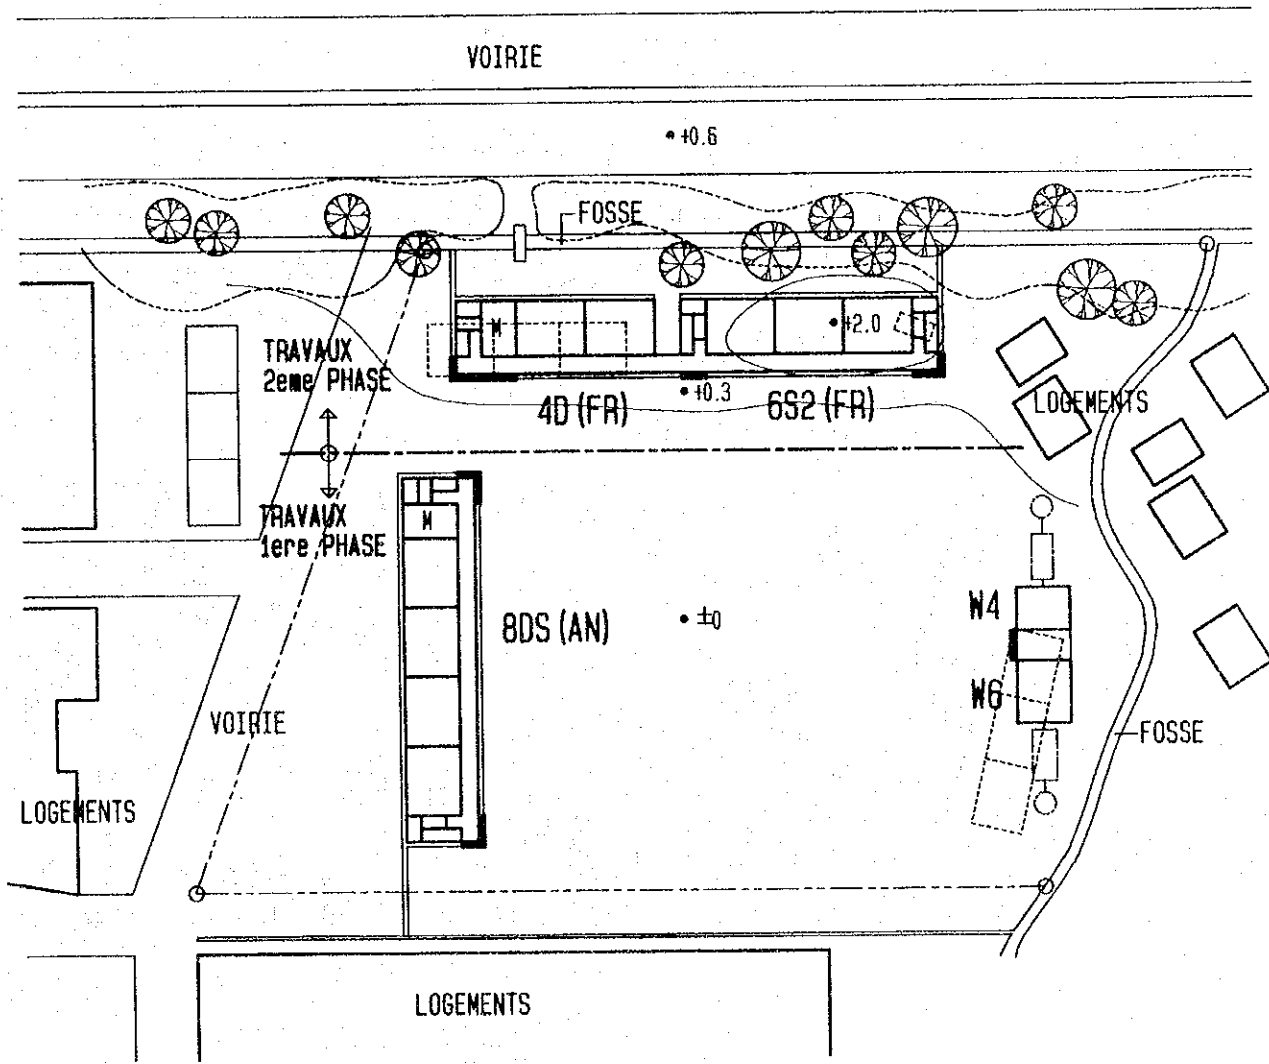 VOIRIE
+0.6
FOSSE
M
+2.0
TRAVAUX
2eme PHASE
+0.3
4D (FR)
6S2 (FR)
LOGEMENTS
TRAVAUX
1ere PHASE
M
8DS (AN)
±0
W4
W6
VOIRIE
FOSSE
LOGEMENTS
LOGEMENTS